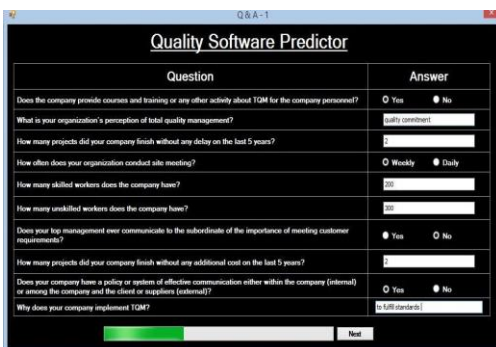 Q & A - 1
Quality Software Predictor
Question Answer
Does the company provide courses and training or any other activity about TQM for the company personnel? Yes No
What is your organization's perception of total quality management? quality commitment
How many projects did your company finish without any delay on the last 5 years? 2
How often does your organization conduct site meeting? Weekly Daily
How many skilled workers does the company have? 200
How many unskilled workers does the company have? 300
Does your top management ever communicate to the subordinate of the importance of meeting customer
requirements? Yes No
How many projects did your company finish without any additional cost on the last 5 years? 2
Does your company have a policy or system of effective communication either within the company (internal)
or among the company and the client or suppliers (external)? Yes No
Why does your company implement TQM? to fulfil standards
Next